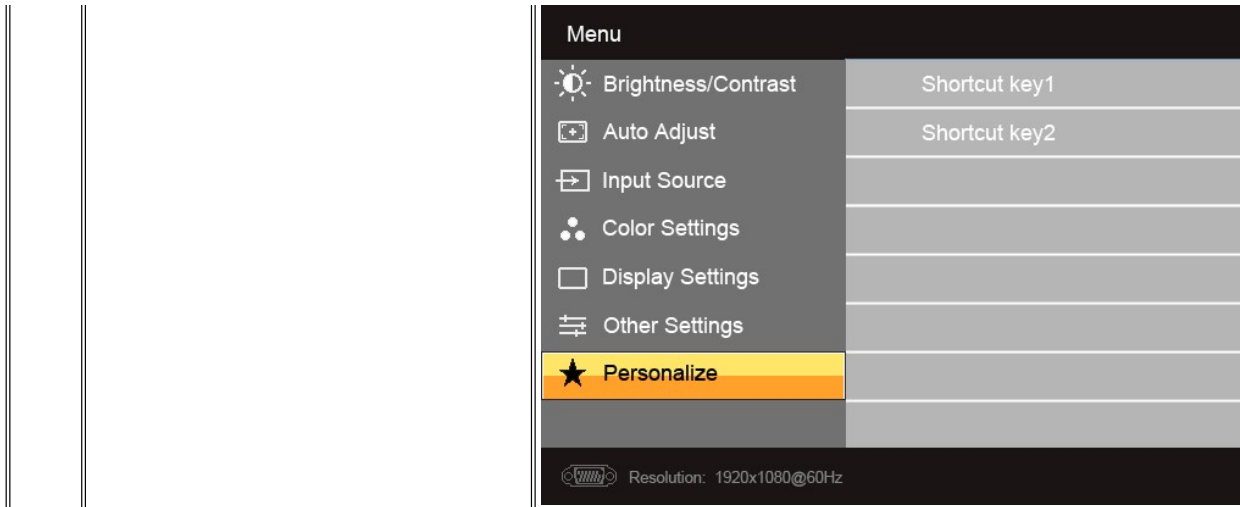 Menu
Brightness/Contrast
Shortcut key1
Auto Adjust
Shortcut key2
Input Source
Color Settings
Display Settings
Other Settings
Personalize
Resolution: 1920x1080@60Hz